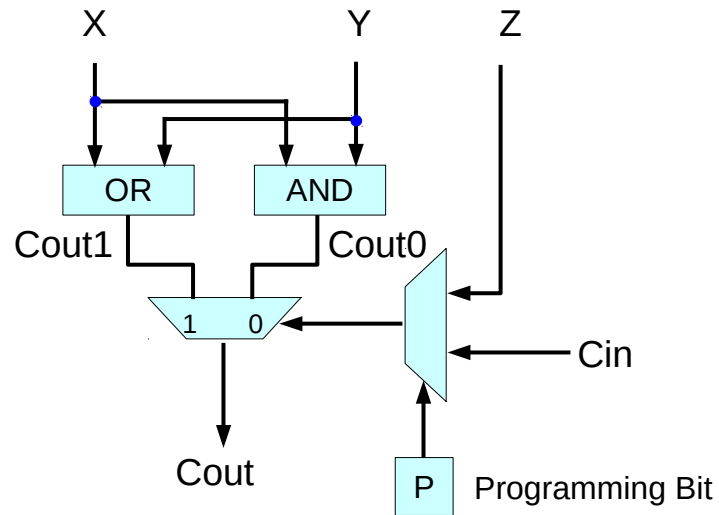 X Y Z
OR AND
Cout1 Cout0
1 0
Cin
Cout
P Programming Bit